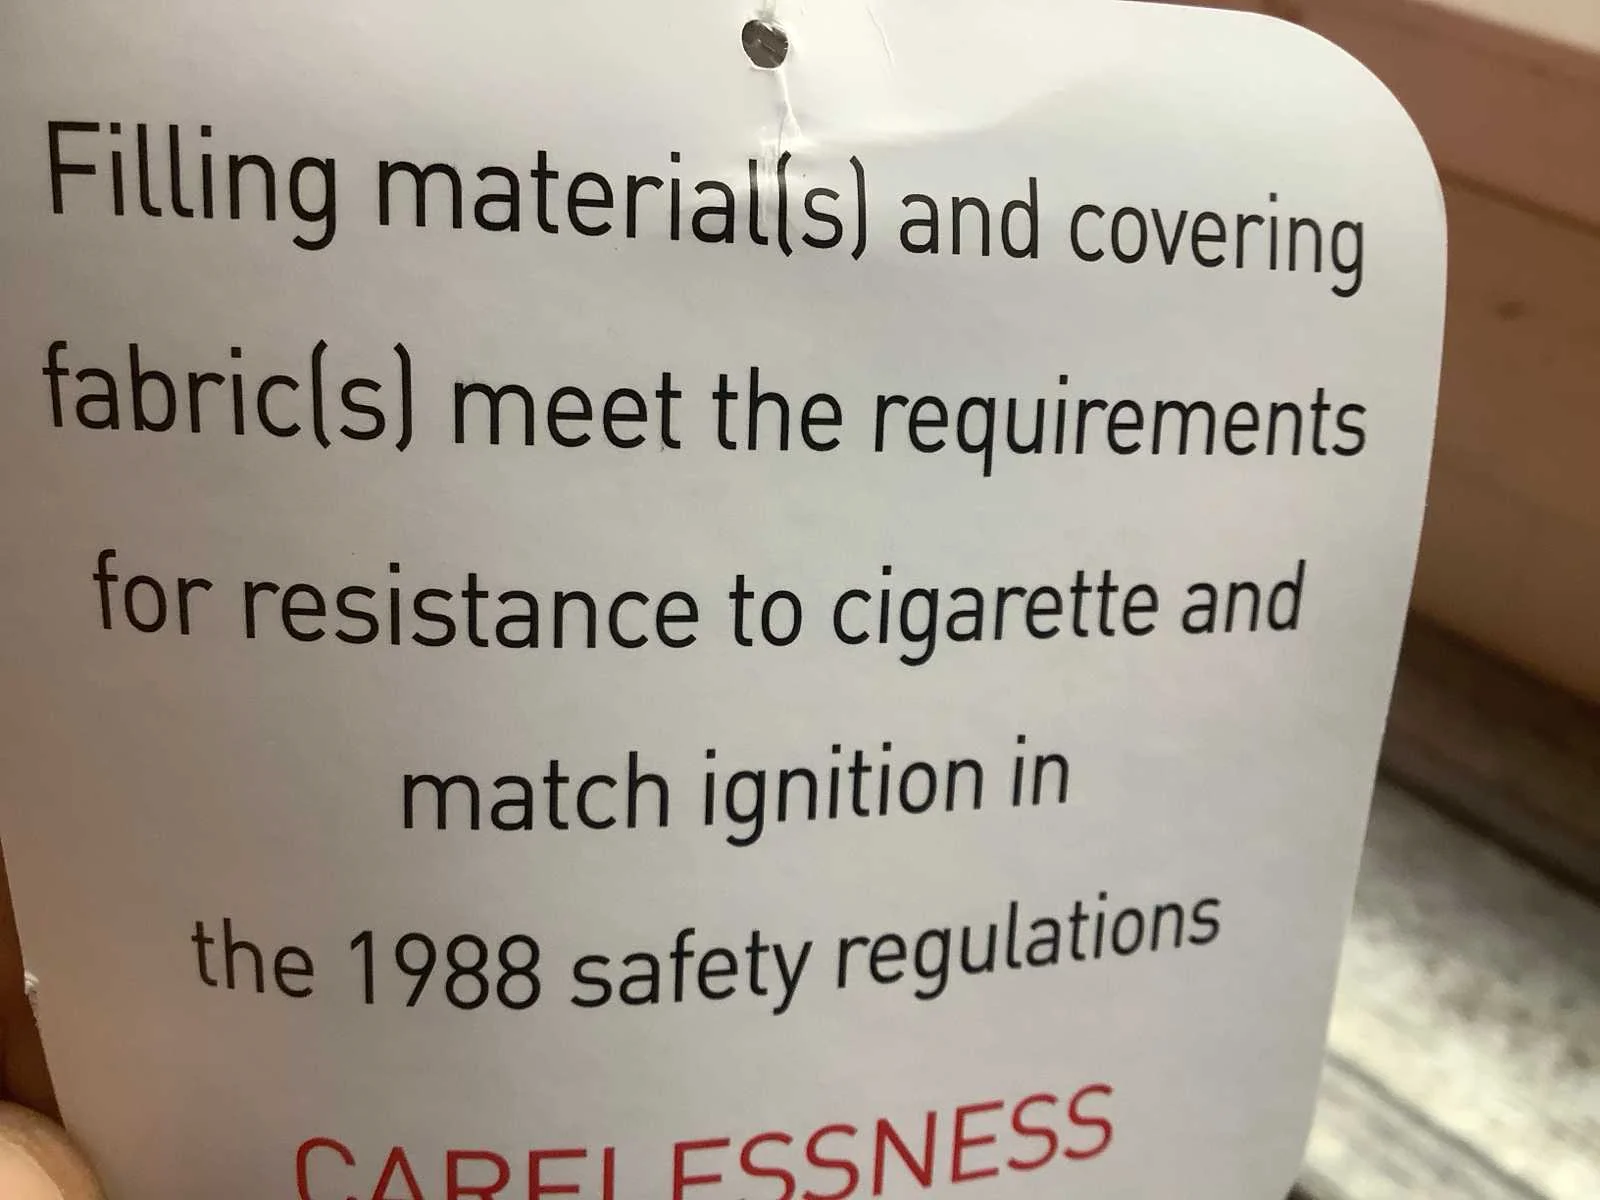 Filling material(s) and covering
fabric(s) meet the requirements
for resistance to cigarette and
match ignition in
the 1988 safety regulations
CARELESSNESS